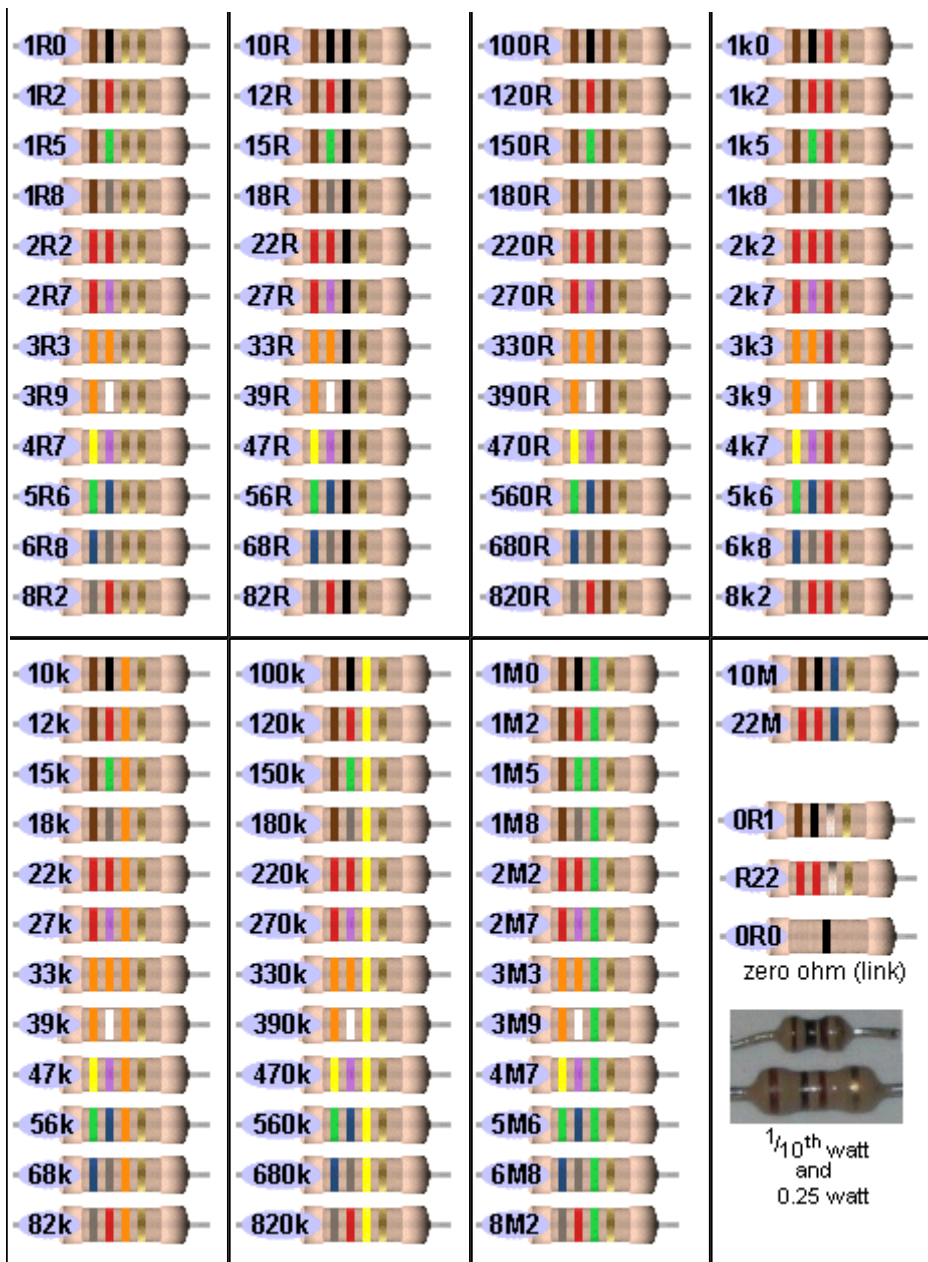 1R0
1R2
1R5
1R8
2R2
2R7
3R3
3R9
4R7
5R6
6R8
8R2
10R
12R
15R
18R
22R
27R
33R
39R
47R
56R
68R
82R
100R
120R
150R
180R
220R
270R
330R
390R
470R
560R
680R
820R
1k0
1k2
1k5
1k8
2k2
2k7
3k3
3k9
4k7
5k6
6k8
8k2
10k
12k
15k
18k
22k
27k
33k
39k
47k
56k
68k
82k
100k
120k
150k
180k
220k
270k
330k
390k
470k
560k
680k
820k
1M0
1M2
1M5
1M8
2M2
2M7
3M3
3M9
4M7
5M6
6M8
8M2
10M
22M
0R1
R22
0R0
zero ohm (link)
1/10th watt
and
0.25 watt